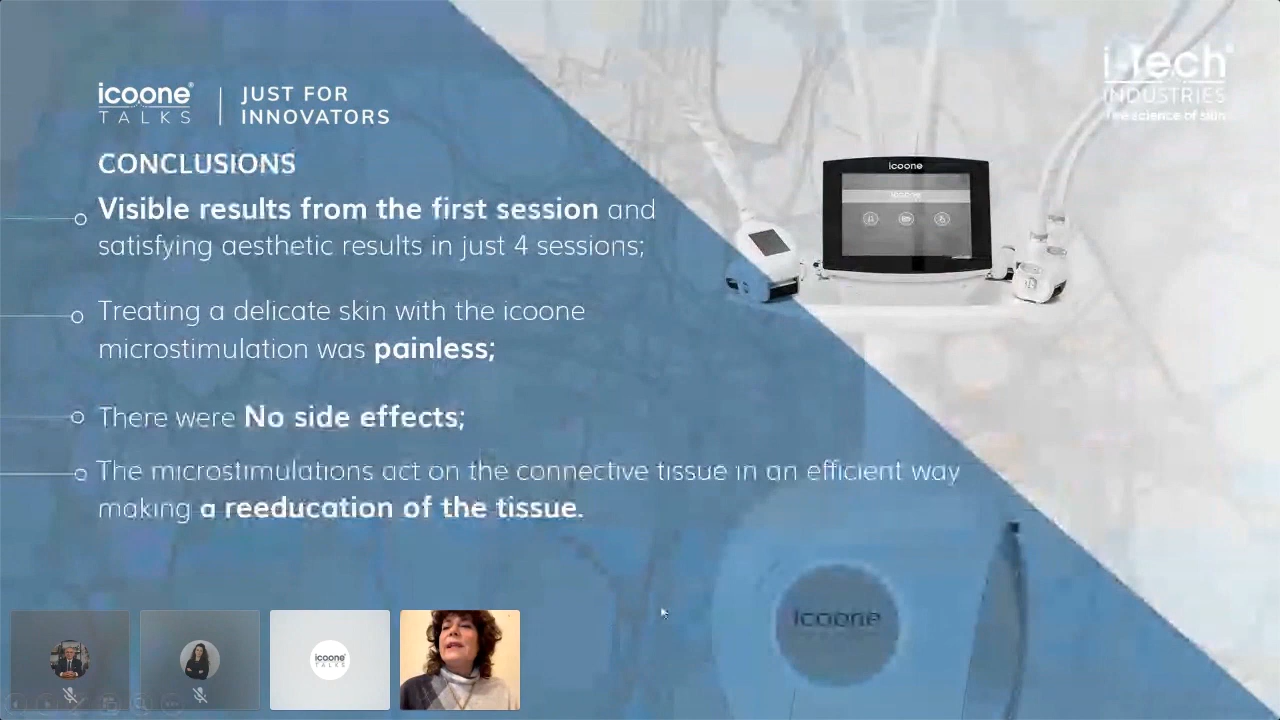 icoone®
TALKS
JUST FOR
INNOVATORS
i-Tech®
INDUSTRIES
The science of skin
CONCLUSIONS
Visible results from the first session and
satisfying aesthetic results in just 4 sessions;
Treating a delicate skin with the icoone
microstimulation was painless;
There were No side effects;
The microstimulations act on the connective tissue in an efficient way
making a reeducation of the tissue.
icoone
icoone
icoone
icoone®
TALKS